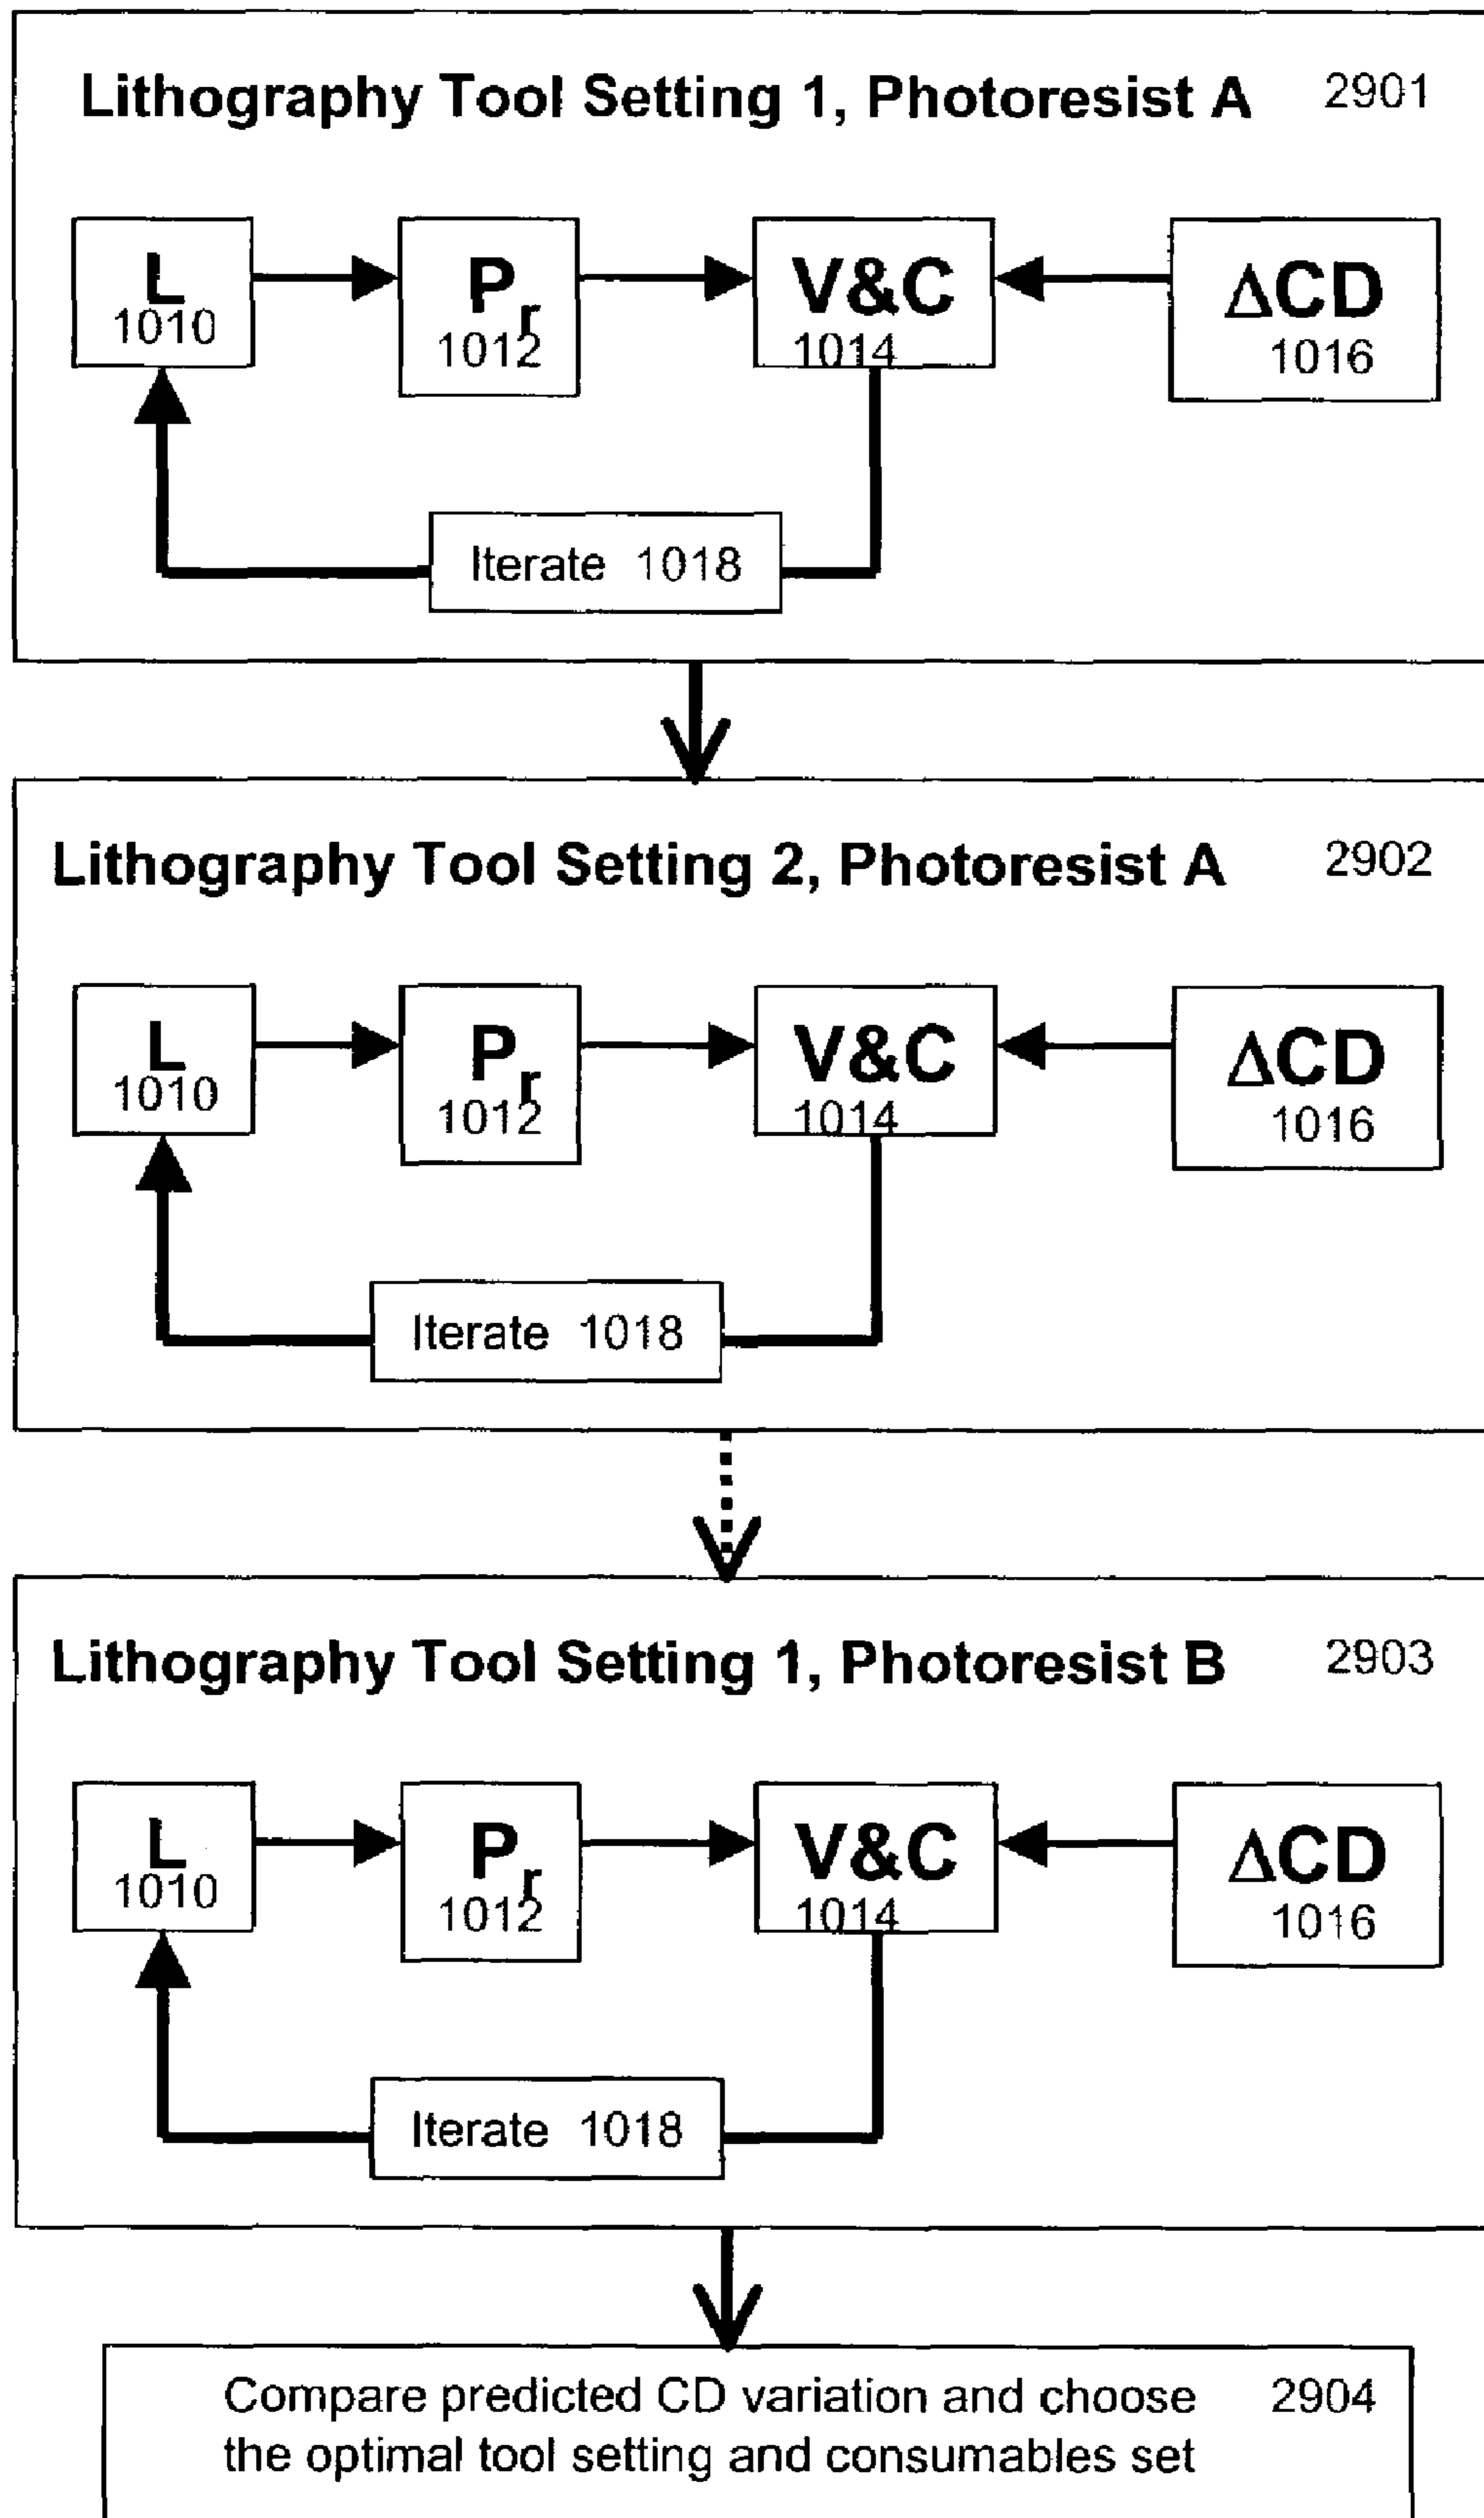 Lithography Tool Setting 1, Photoresist A 2901
L
1010
Pr
1012
V&C
1014
ΔCD
1016
Iterate 1018
Lithography Tool Setting 2, Photoresist A 2902
L
1010
Pr
1012
V&C
1014
ΔCD
1016
Iterate 1018
Lithography Tool Setting 1, Photoresist B 2903
L
1010
Pr
1012
V&C
1014
ΔCD
1016
Iterate 1018
Compare predicted CD variation and choose 2904
the optimal tool setting and consumables set